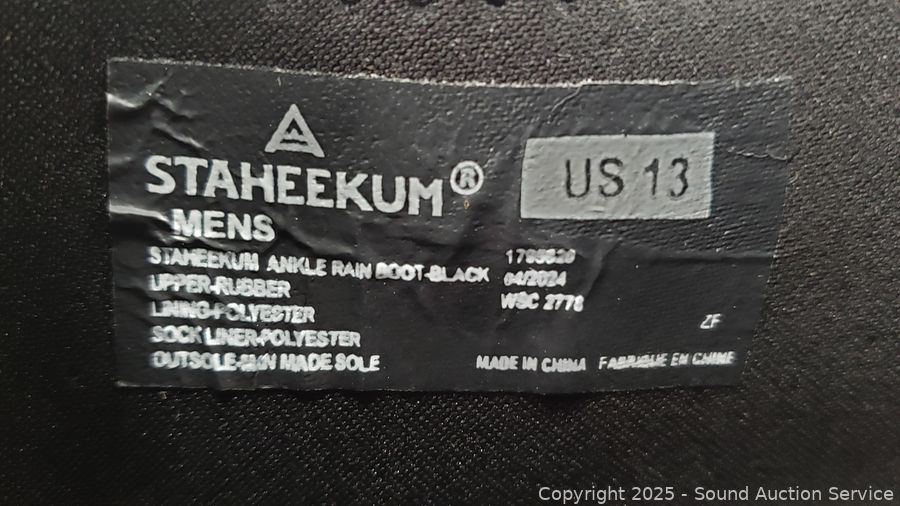 STAHEEKUM®
US 13
MENS
STAHEEKUM ANKLE RAIN BOOT-BLACK
UPPER-RUBBER
04/2024
LINING-POLYESTER
WSC 2778
SOCK LINER-POLYESTER
ZF
OUTSOLE-MAN MADE SOLE
MADE IN CHINA FABRIQUE EN CHINE
Copyright © 2025 - Sound Auction Service